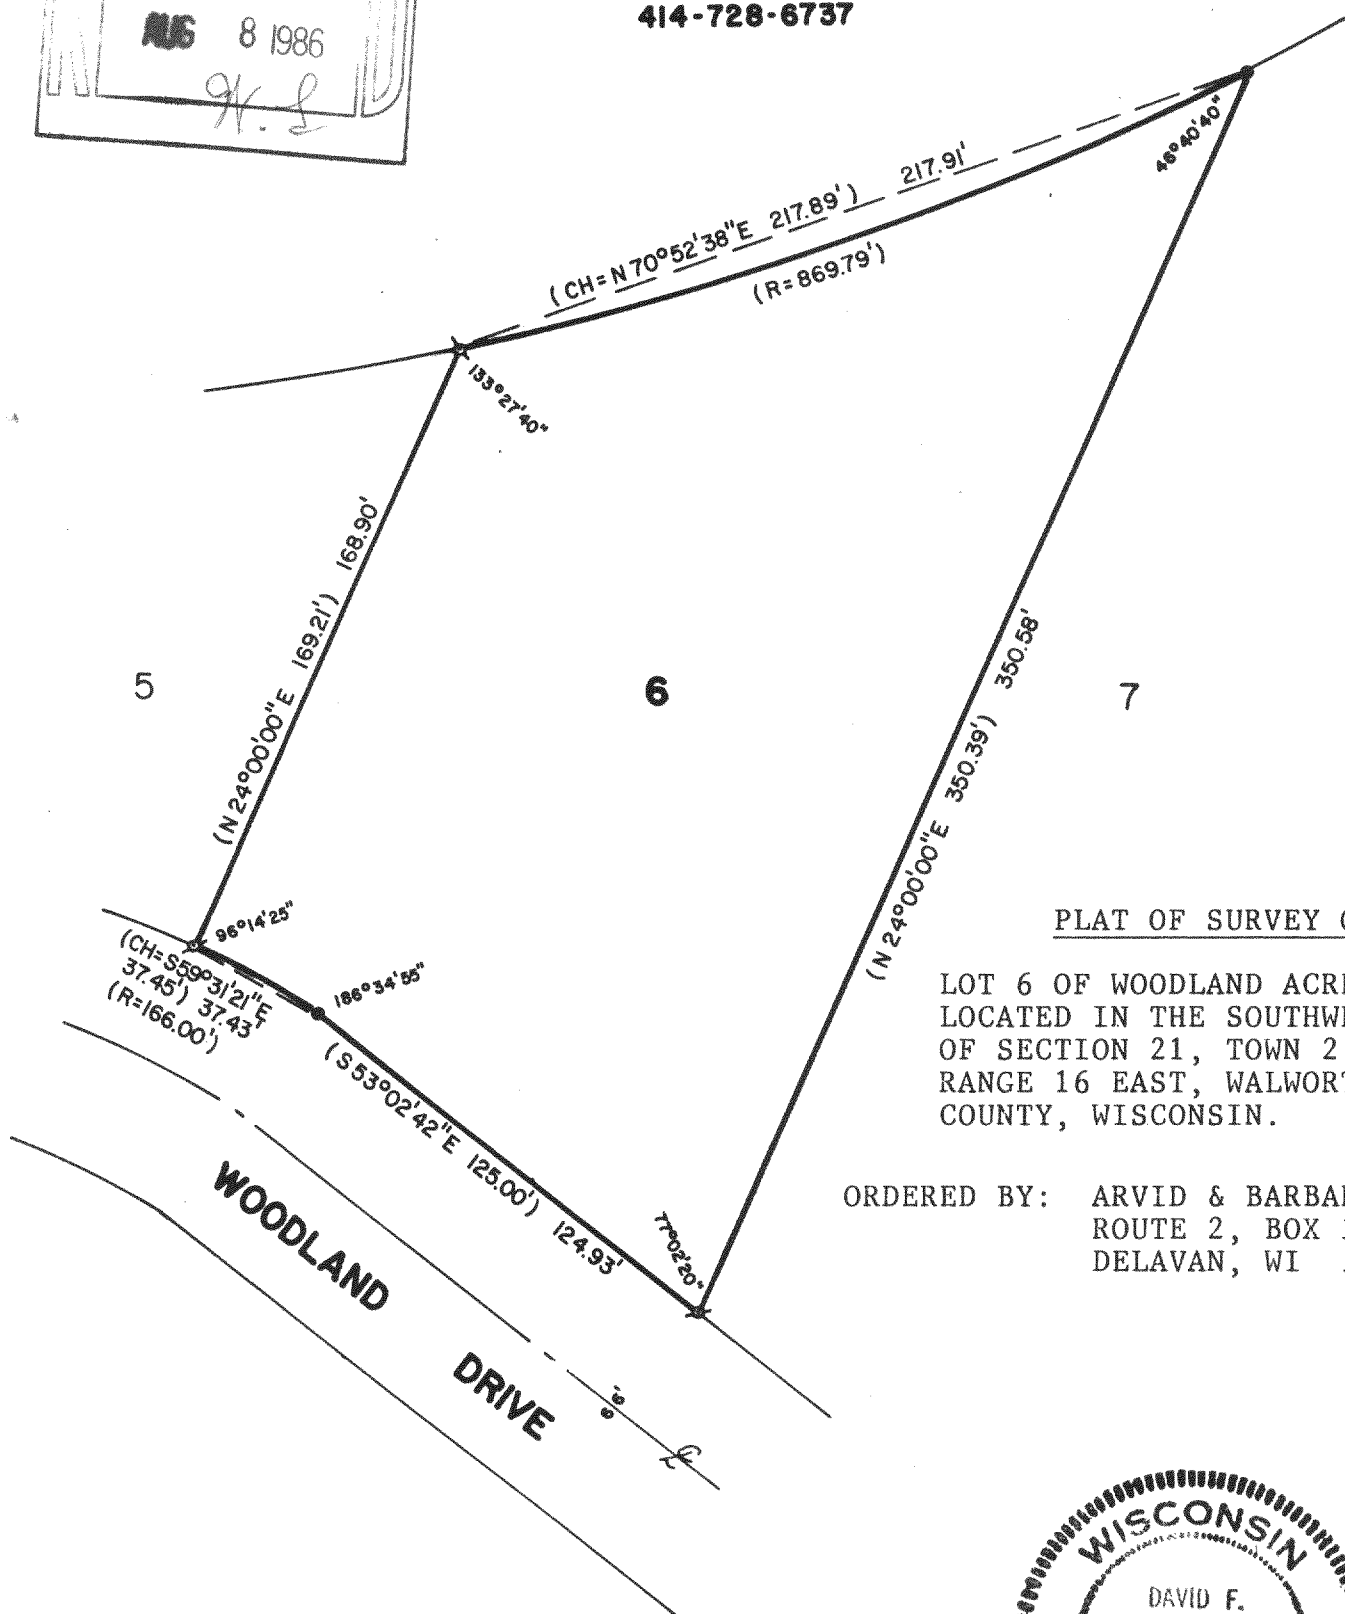 414-728-6737
AUG 8 1986
46°40'40"
(CH=N70°52'38"E 217.89') 217.91'
(R=869.79')
133°27'40"
(N24°00'00"E 169.21') 168.90'
5
6
7
(N24°00'00"E 350.39') 350.58'
96°14'25"
(CH=S59°31'21"E
37.45') 37.43'
(R=166.00')
186°34'55"
(S53°02'42"E 125.00') 124.93'
77°02'20"
WOODLAND DRIVE
66'
PLAT OF SURVEY
LOT 6 OF WOODLAND
LOCATED IN THE
OF SECTION 21, TOWN 2
RANGE 16 EAST,
COUNTY, WISCONSIN.
ORDERED BY: ARVID &
ROUTE 2, BOX
DELAVAN, WI
WISCONSIN
DAVID F.